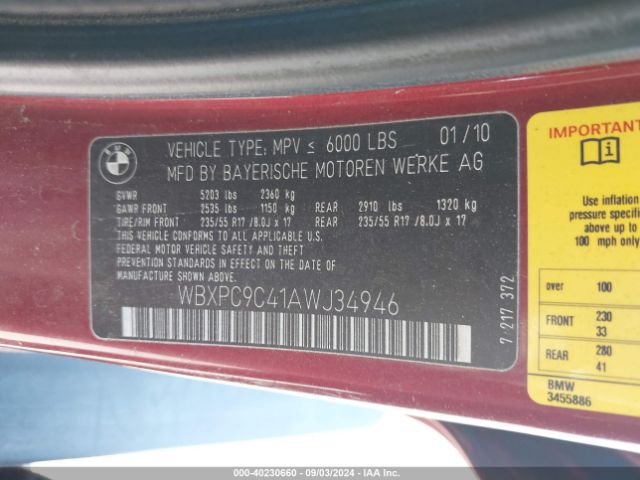 BMW
VEHICLE TYPE: MPV ≤ 6000 LBS 01/10
MFD BY BAYERISCHE MOTOREN WERKE AG
GVWR 5203 lbs 2360 kg
GAWR FRONT 2535 lbs 1150 kg REAR 2910 lbs 1320 kg
TIRE/RIM FRONT 235/55 R17 /8.0J x 17 REAR 235/55 R17 /8.0J x 17
THIS VEHICLE CONFORMS TO ALL APPLICABLE U.S.
FEDERAL MOTOR VEHICLE SAFETY AND THEFT
PREVENTION STANDARDS IN EFFECT ON THE DATE
OF MANUFACTURE SHOWN ABOVE.
WBXPC9C41AWJ34946
7 217 372
IMPORTANT
Use inflation
pressure specified
above is used
100 mph only
over 100
FRONT 230
33
REAR 280
41
BMW
3455886
000-40230660 - 09/03/2024 - IAA Inc.